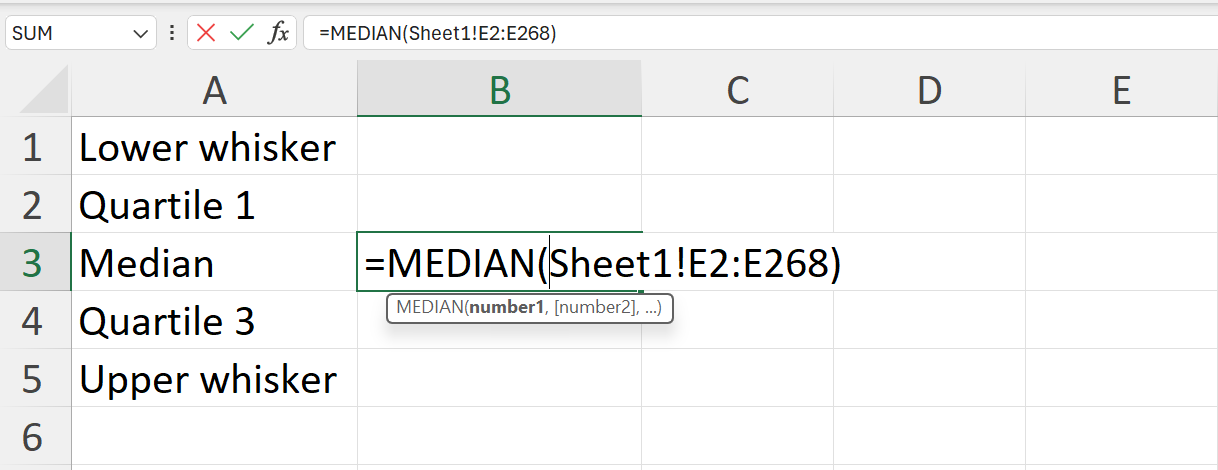 SUM fx =MEDIAN(Sheet1!E2:E268)
A B C D E
1 Lower whisker
2 Quartile 1
3 Median =MEDIAN(Sheet1!E2:E268)
MEDIAN(number1, [number2], ...)
4 Quartile 3
5 Upper whisker
6